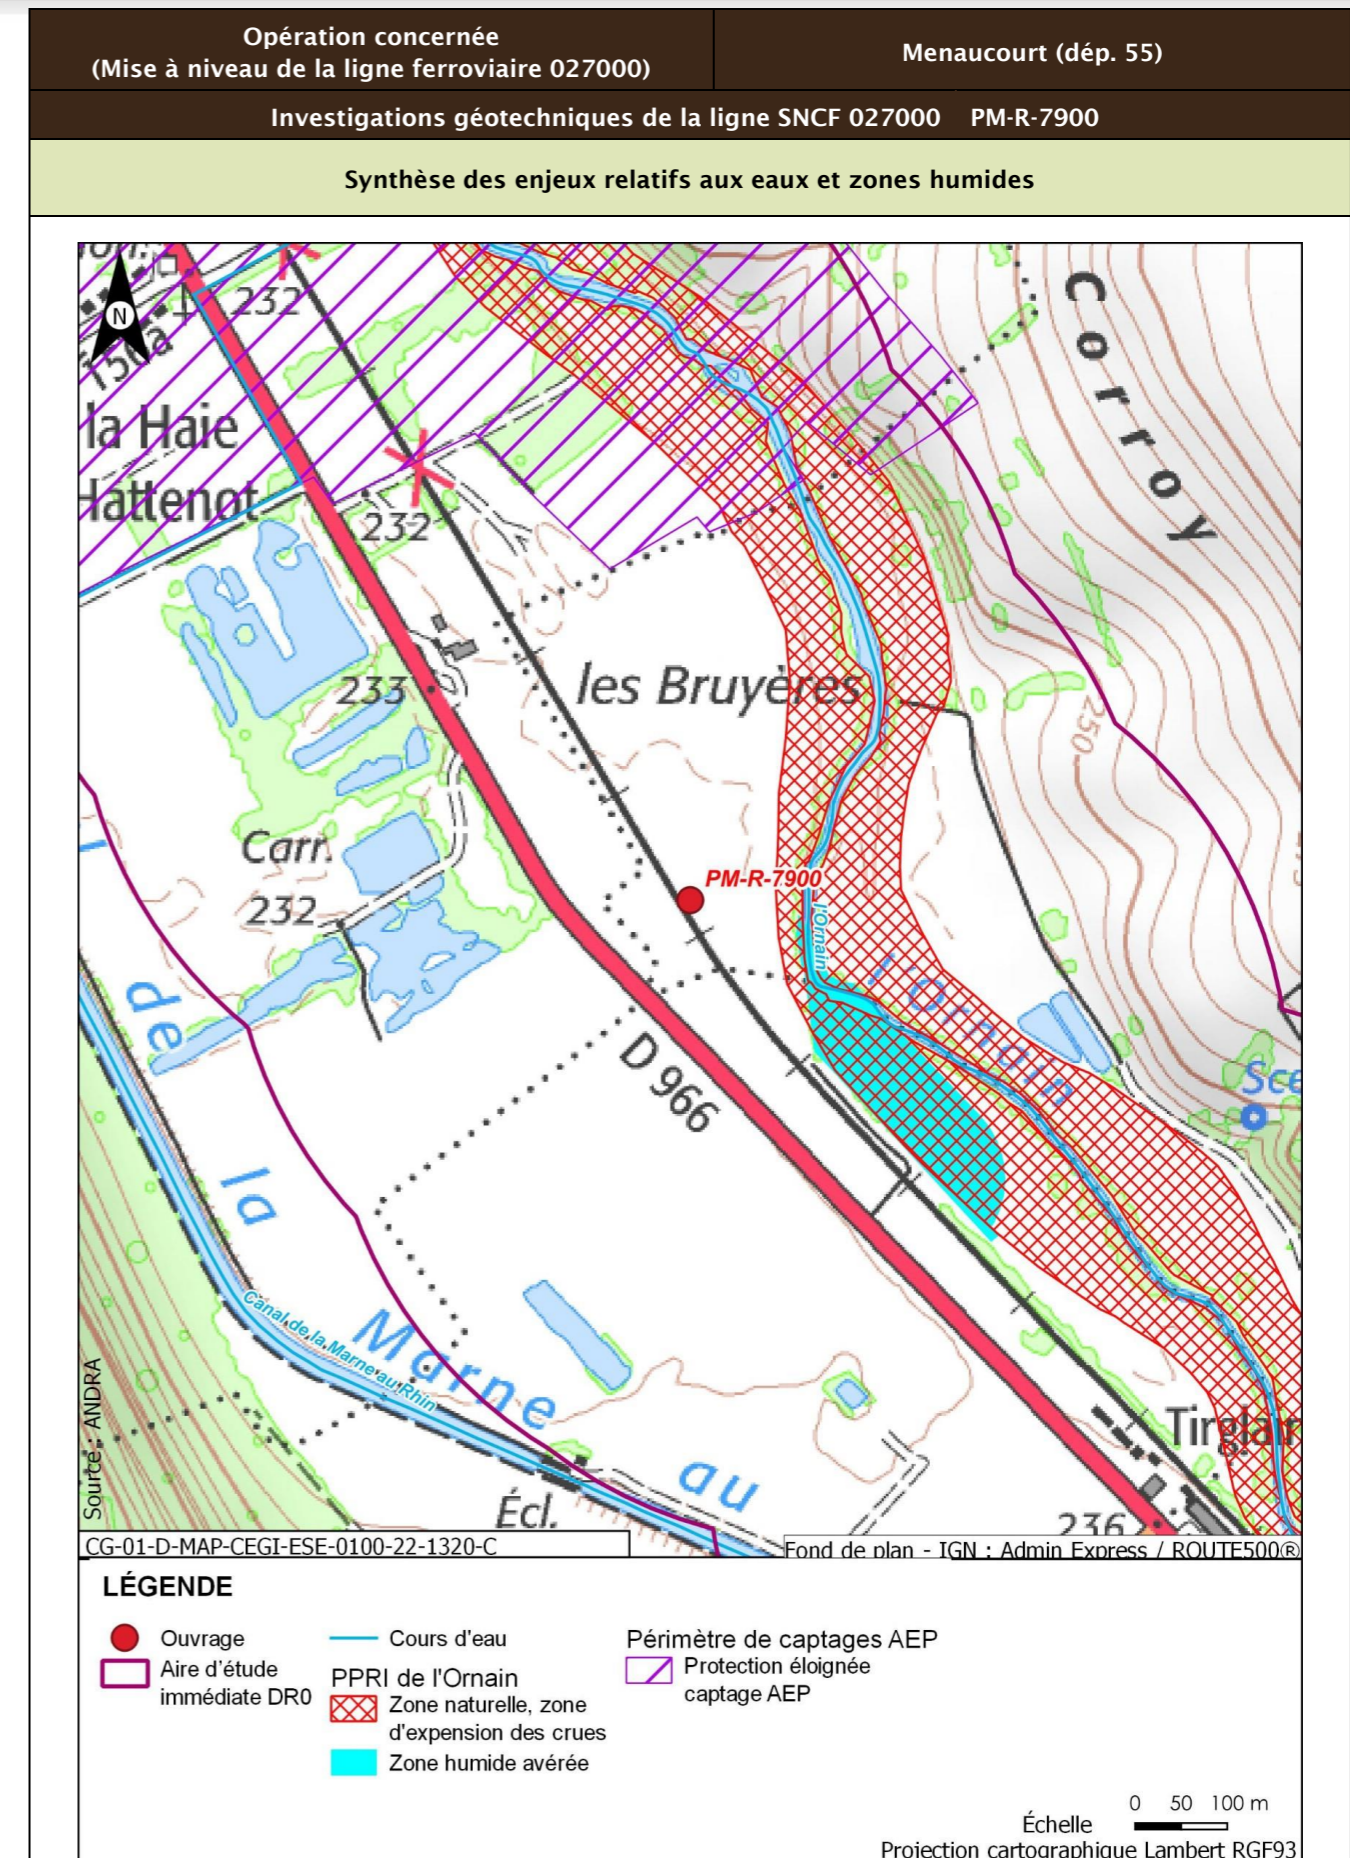 Opération concernée
(Mise à niveau de la ligne ferroviaire 027000)
Menaucourt (dép. 55)
Investigations géotechniques de la ligne SNCF 027000 PM-R-7900
Synthèse des enjeux relatifs aux eaux et zones humides
N
232
la Haie
Hattenot
232
Corroy
les Bruyères
233
250
Carr.
232
PM-R-7900
l'Ornain
l'Ornain
D 966
Sce
de
la
Marne
au
Canal de la Marne au Rhin
Écl.
236
Source : ANDRA
CG-01-D-MAP-CEGI-ESE-0100-22-1320-C
Fond de plan - IGN : Admin Express / ROUTE500®
LÉGENDE
Ouvrage
Aire d'étude
immédiate DR0
Cours d'eau
PPRI de l'Ornain
Zone naturelle, zone
d'expension des crues
Zone humide avérée
Périmètre de captages AEP
Protection éloignée
captage AEP
0 50 100 m
Échelle
Projection cartographique Lambert RGF93